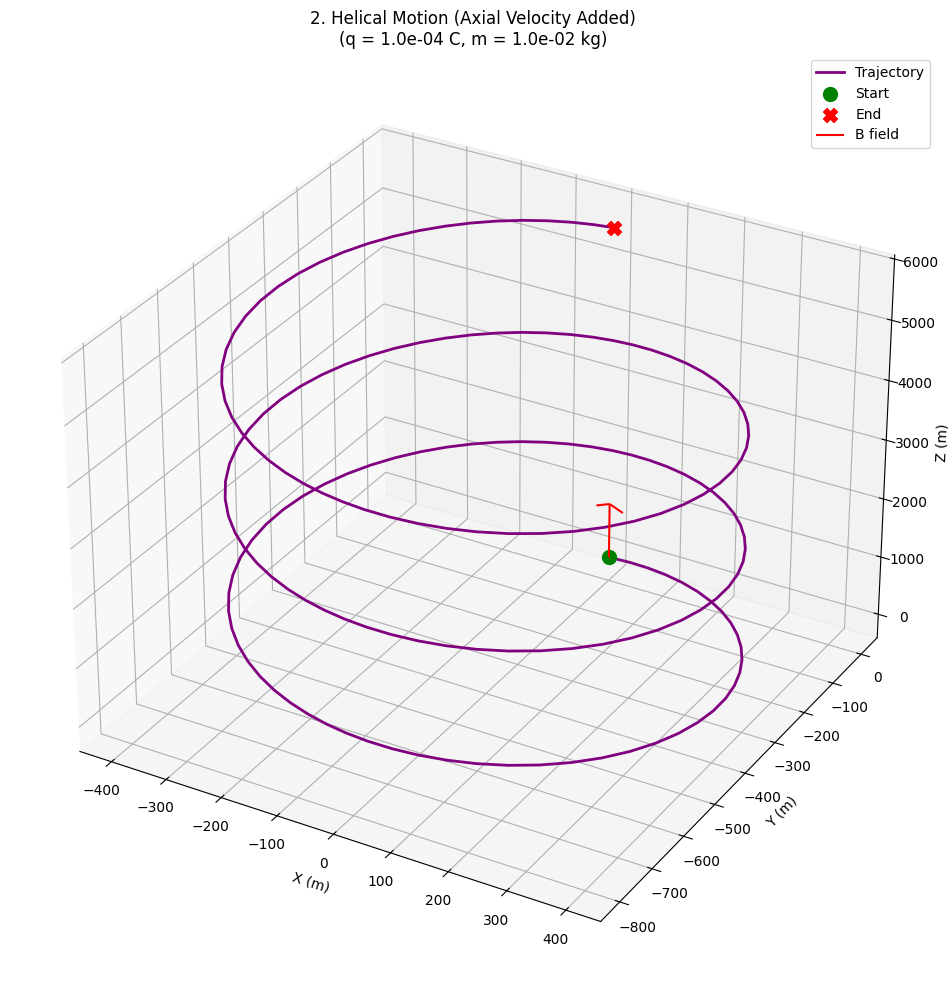 2. Helical Motion (Axial Velocity Added)
(q = 1.0e-04 C, m = 1.0e-02 kg)
Trajectory
Start
End
B field
6000
5000
4000
3000
2000
1000
0
Z (m)
0
−100
−200
−300
−400
−500
−600
−700
−800
Y (m)
−400
−300
−200
−100
0
100
200
300
400
X (m)